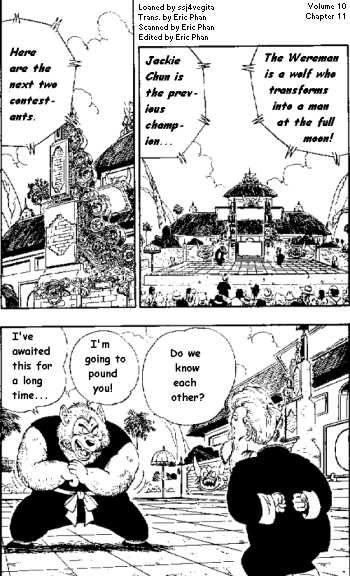 Loaned by ssj4vegita
Trans. by Eric Phan
Scanned by Eric Phan
Edited by Eric Phan
Volume 10
Chapter 11
Here
are the
next two
contest-
ants.
Jackie
Chun is
the prev-
ious
champ-
ion...
The Wereman
is a wolf who
transforms
into a man
at the full
moon!
I've
awaited
this for
a long
time...
I'm
going to
pound
you!
Do we
know
each
other?